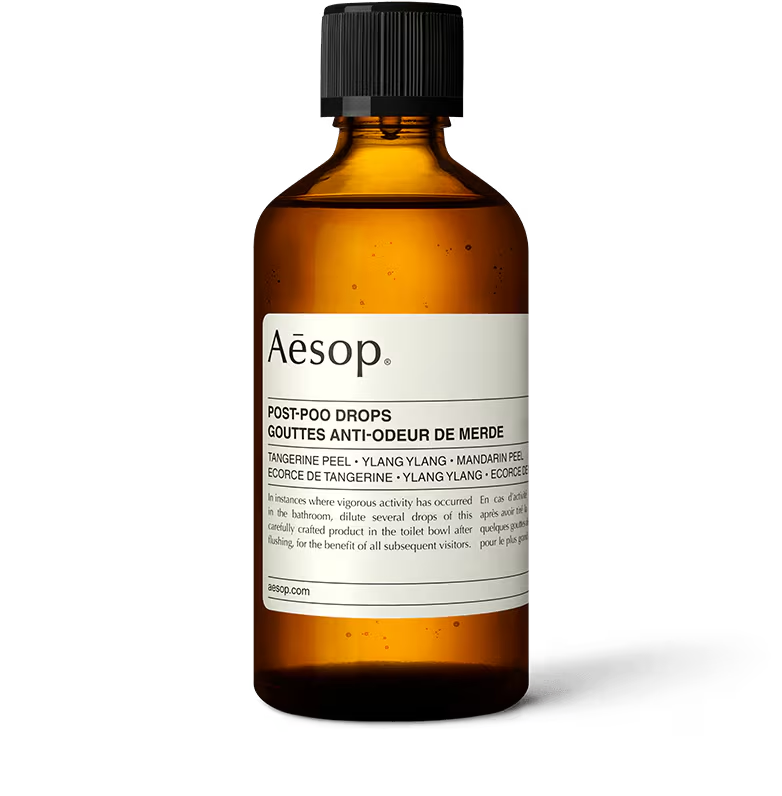 Aēsop®
POST-POO DROPS
GOUTTES ANTI-ODEUR DE MERDE
TANGERINE PEEL · YLANG YLANG · MANDARIN PEEL
ECORCE DE TANGERINE · YLANG YLANG · ECORCE DE
In instances where vigorous activity has occurred
in the bathroom, dilute several drops of this
carefully crafted product in the toilet bowl after
flushing, for the benefit of all subsequent visitors.
En cas d'activité
après avoir tiré la
quelques gouttes
pour le plus grand
aesop.com